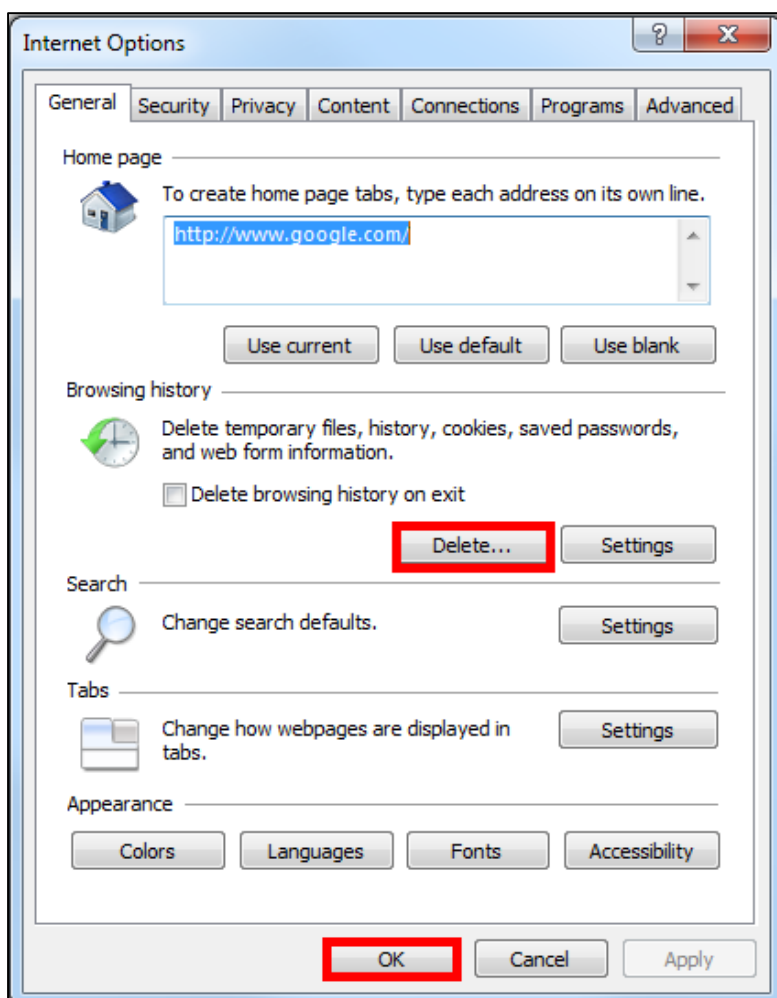 Internet Options
General Security Privacy Content Connections Programs Advanced
Home page
To create home page tabs, type each address on its own line.
http://www.google.com/
Use current Use default Use blank
Browsing history
Delete temporary files, history, cookies, saved passwords,
and web form information.
Delete browsing history on exit
Delete... Settings
Search
Change search defaults. Settings
Tabs
Change how webpages are displayed in Settings
tabs.
Appearance
Colors Languages Fonts Accessibility
OK Cancel Apply